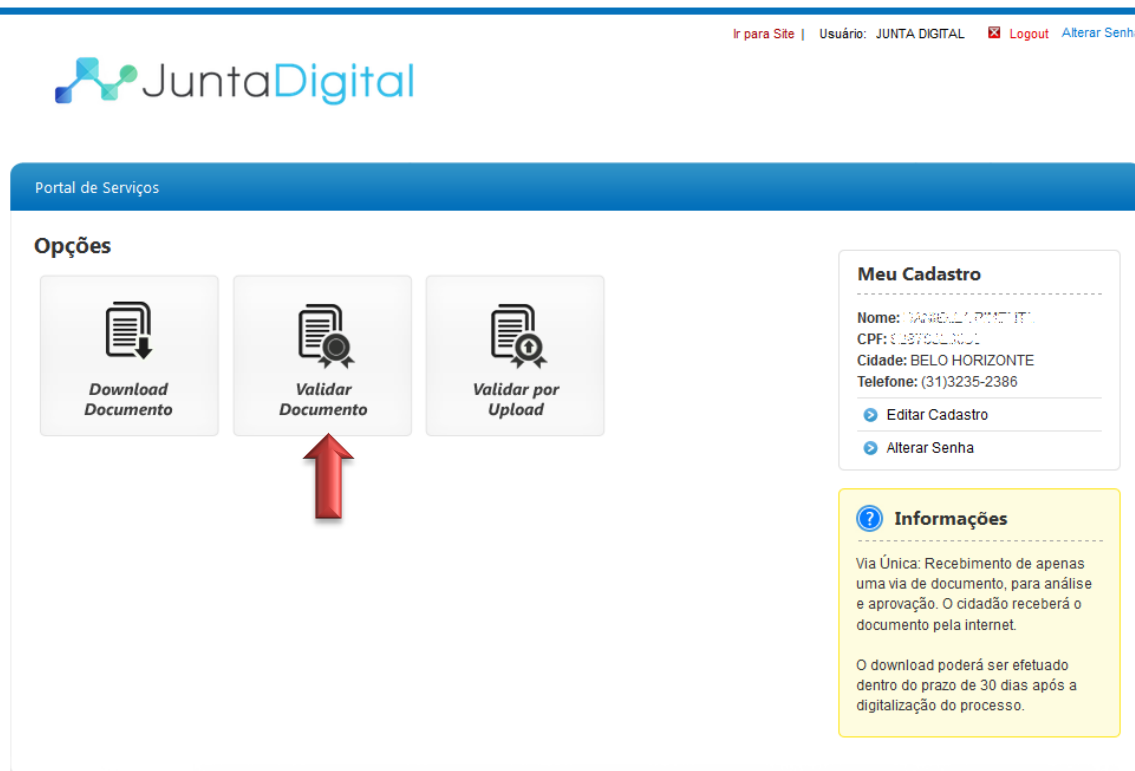 Ir para Site | Usuário: JUNTA DIGITAL Logout Alterar Senha
JuntaDigital
Portal de Serviços
Opções
Download
Documento
Validar
Documento
Validar por
Upload
Meu Cadastro
Nome:
CPF:
Cidade: BELO HORIZONTE
Telefone: (31)3235-2386
Editar Cadastro
Alterar Senha
? Informações
Via Única: Recebimento de apenas
uma via de documento, para análise
e aprovação. O cidadão receberá o
documento pela internet.
O download poderá ser efetuado
dentro do prazo de 30 dias após a
digitalização do processo.